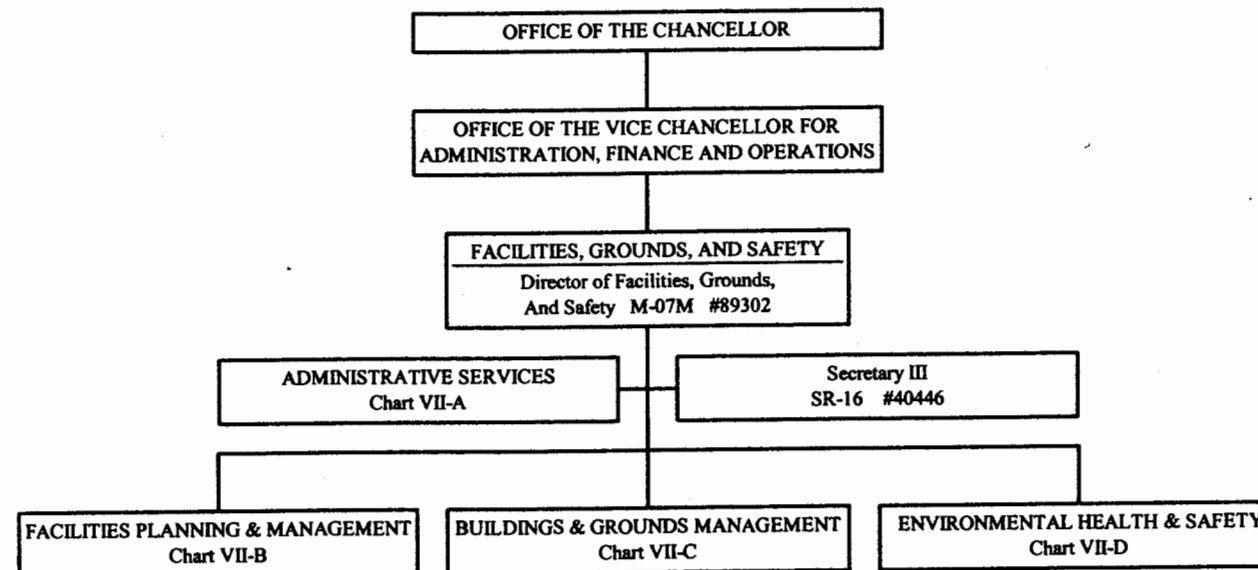 OFFICE OF THE CHANCELLOR
OFFICE OF THE VICE CHANCELLOR FOR
ADMINISTRATION, FINANCE AND OPERATIONS
FACILITIES, GROUNDS, AND SAFETY
Director of Facilities, Grounds,
And Safety M-07M #89302
ADMINISTRATIVE SERVICES
Chart VII-A
Secretary III
SR-16 #40446
FACILITIES PLANNING & MANAGEMENT
Chart VII-B
BUILDINGS & GROUNDS MANAGEMENT
Chart VII-C
ENVIRONMENTAL HEALTH & SAFETY
Chart VII-D